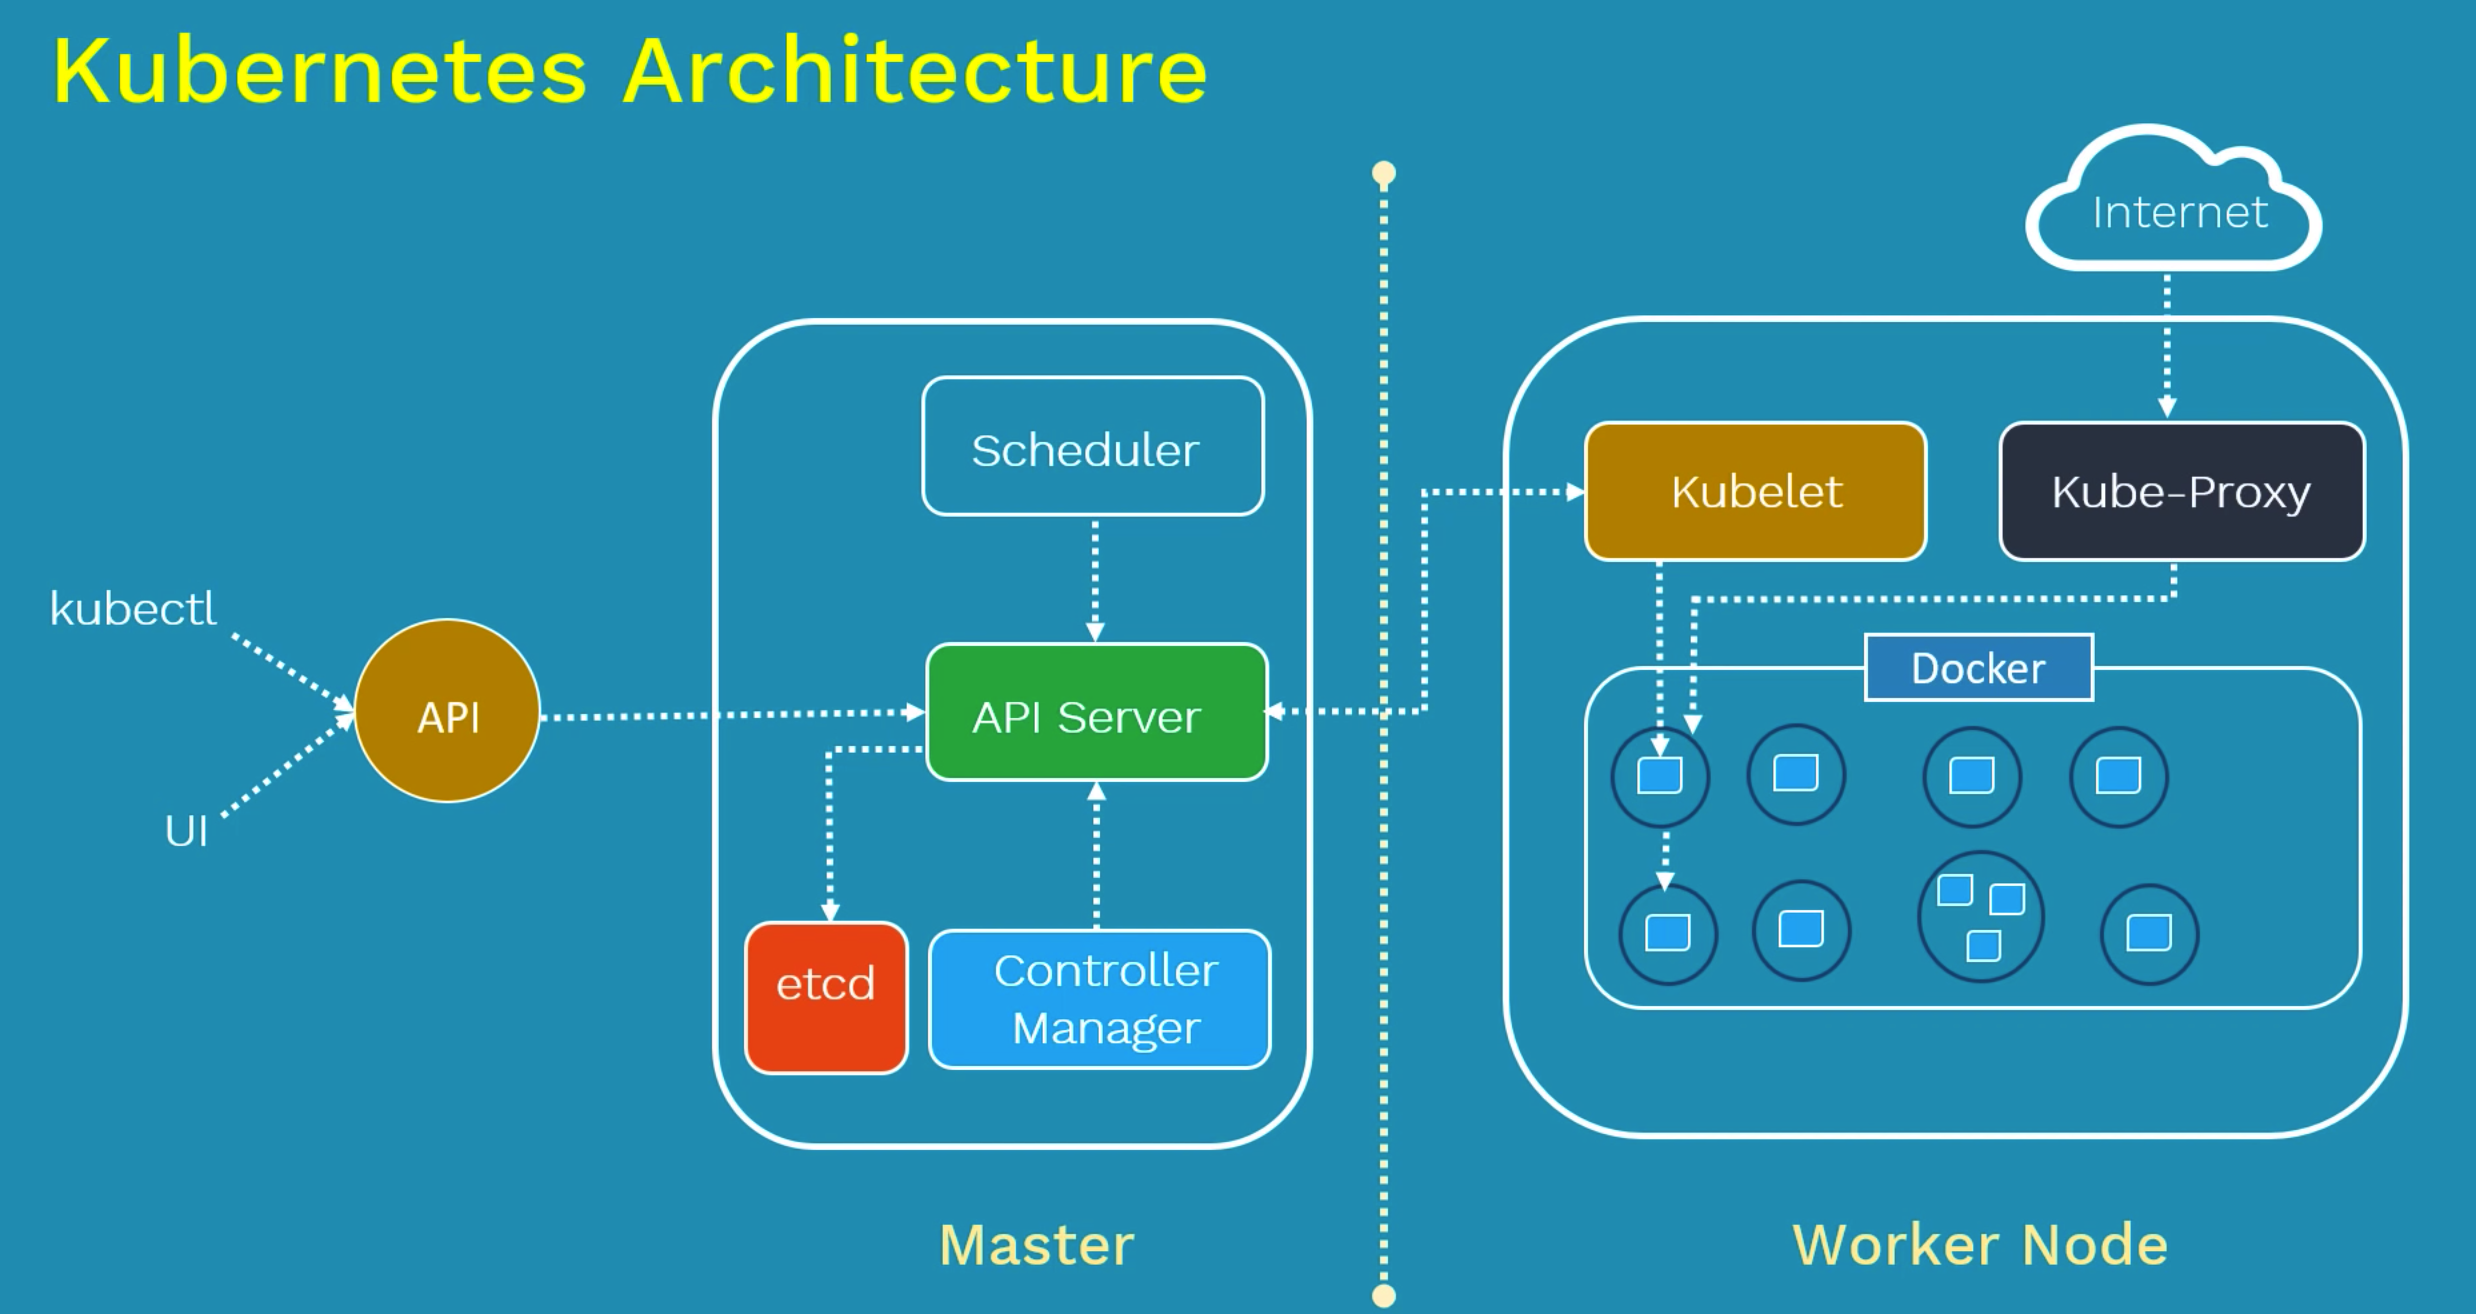 Kubernetes Architecture
Internet
Scheduler
Kubelet
Kube-Proxy
kubectl
Docker
API
API Server
UI
etcd
Controller
Manager
Master
Worker Node